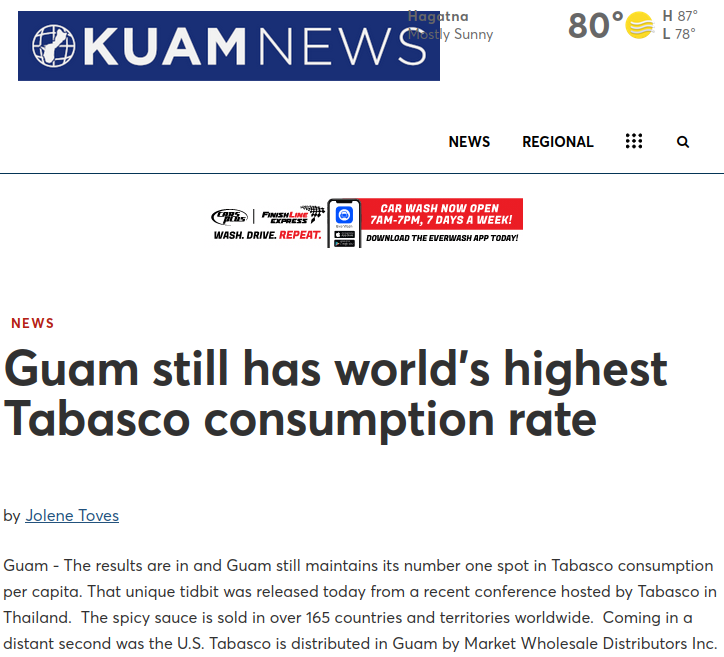 KUAMNEWS
Hagatna
Mostly Sunny
80°
H 87°
L 78°
NEWS
REGIONAL
CARS PLUS
FINISHLINE EXPRESS
WASH. DRIVE. REPEAT.
CAR WASH NOW OPEN
7AM-7PM, 7 DAYS A WEEK!
DOWNLOAD THE EVERWASH APP TODAY!
NEWS
Guam still has world's highest
Tabasco consumption rate
by Jolene Toves
Guam - The results are in and Guam still maintains its number one spot in Tabasco consumption
per capita. That unique tidbit was released today from a recent conference hosted by Tabasco in
Thailand.  The spicy sauce is sold in over 165 countries and territories worldwide.  Coming in a
distant second was the U.S. Tabasco is distributed in Guam by Market Wholesale Distributors Inc.